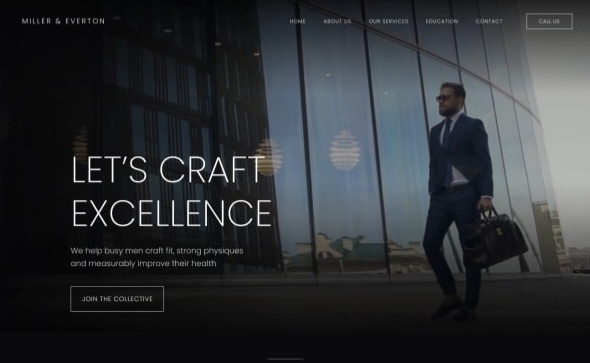 MILLER & EVERTON
HOME ABOUT US OUR SERVICES EDUCATION CONTACT CALL US
LET'S CRAFT
EXCELLENCE
We help busy men craft fit, strong physiques
and measurably improve their health
JOIN THE COLLECTIVE